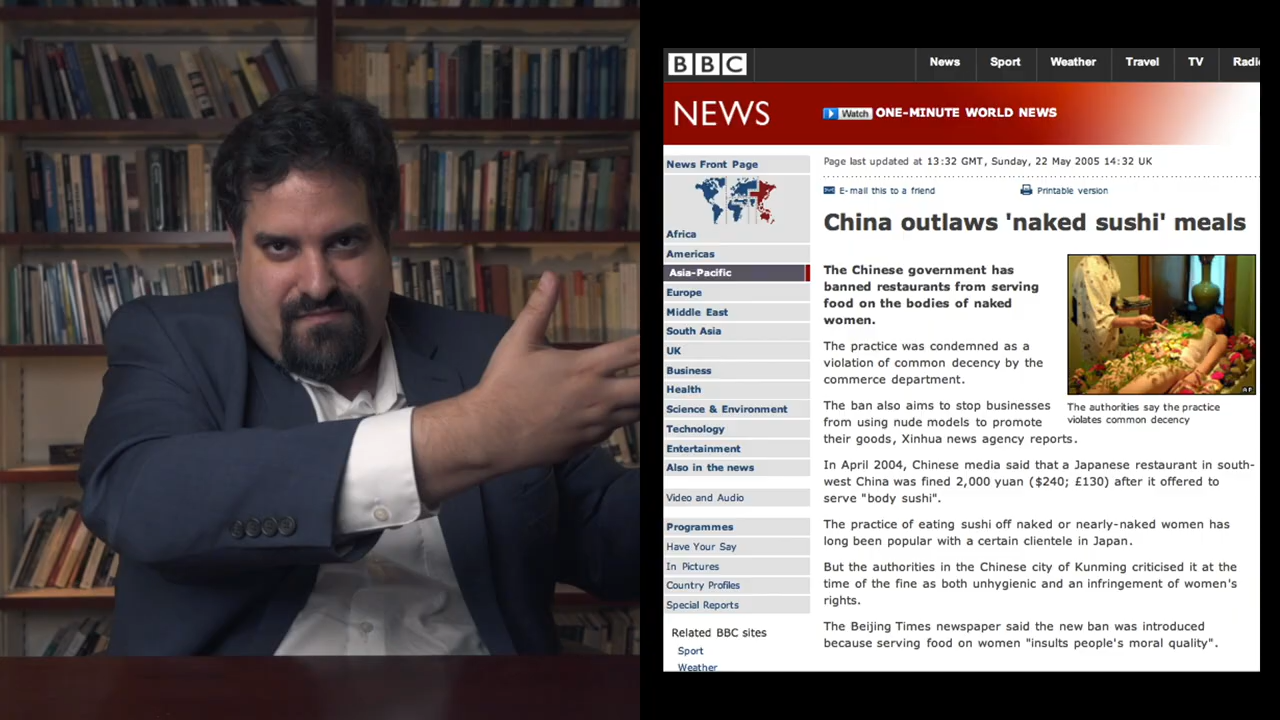 BBC
News Sport Weather Travel TV
NEWS
Watch ONE-MINUTE WORLD NEWS
News Front Page
Africa
Americas
Asia-Pacific
Europe
Middle East
South Asia
UK
Business
Health
Science & Environment
Technology
Entertainment
Also in the news
Video and Audio
Programmes
Have Your Say
In Pictures
Country Profiles
Special Reports
Related BBC sites
Sport
Weather
Page last updated at 13:32 GMT, Sunday, 22 May 2005 14:32 UK
E-mail this to a friend
Printable version
China outlaws 'naked sushi' meals
The Chinese government has
banned restaurants from serving
food on the bodies of naked
women.
AP
The authorities say the practice
violates common decency
The practice was condemned as a
violation of common decency by the
commerce department.
The ban also aims to stop businesses
from using nude models to promote
their goods, Xinhua news agency reports.
In April 2004, Chinese media said that a Japanese restaurant in south-
west China was fined 2,000 yuan ($240; £130) after it offered to
serve "body sushi".
The practice of eating sushi off naked or nearly-naked women has
long been popular with a certain clientele in Japan.
But the authorities in the Chinese city of Kunming criticised it at the
time of the fine as both unhygienic and an infringement of women's
rights.
The Beijing Times newspaper said the new ban was introduced
because serving food on women "insults people's moral quality".